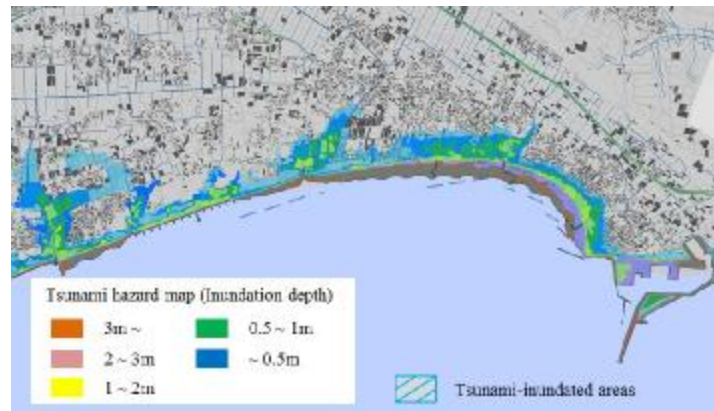 Tsunami hazard map (Inundation depth)
3m ~
2 ~ 3m
1 ~ 2m
0.5 ~ 1m
~ 0.5m
Tsunami-inundated areas